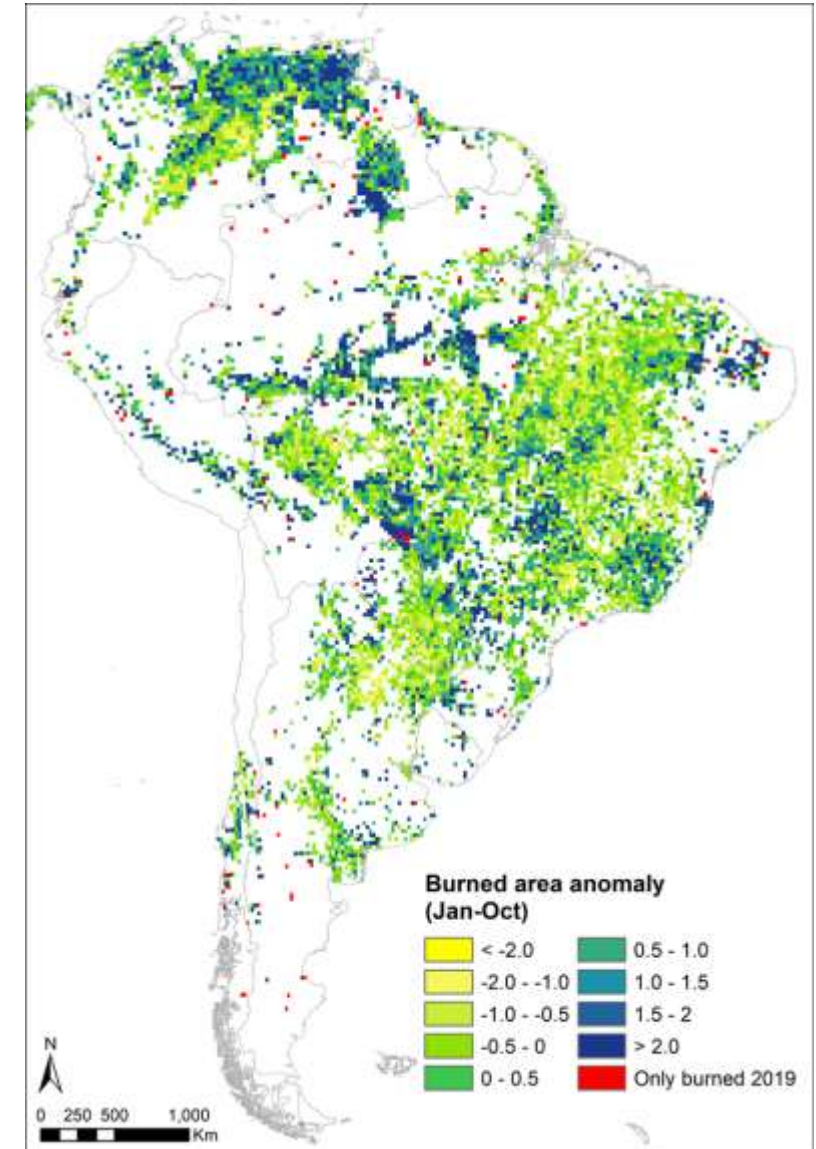 Burned area anomaly
(Jan-Oct)
< -2.0
-2.0 - -1.0
-1.0 - -0.5
-0.5 - 0
0 - 0.5
0.5 - 1.0
1.0 - 1.5
1.5 - 2
> 2.0
Only burned 2019
N
0 250 500 1,000
Km